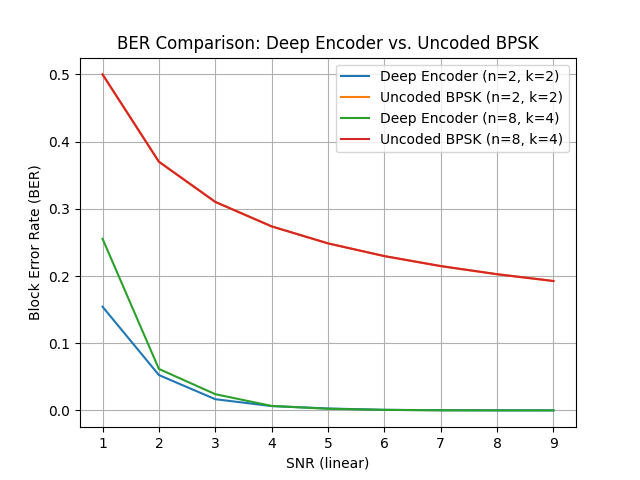 BER Comparison: Deep Encoder vs. Uncoded BPSK
Deep Encoder (n=2, k=2)
Uncoded BPSK (n=2, k=2)
Deep Encoder (n=8, k=4)
Uncoded BPSK (n=8, k=4)
Block Error Rate (BER)
0.5
0.4
0.3
0.2
0.1
0.0
1 2 3 4 5 6 7 8 9
SNR (linear)